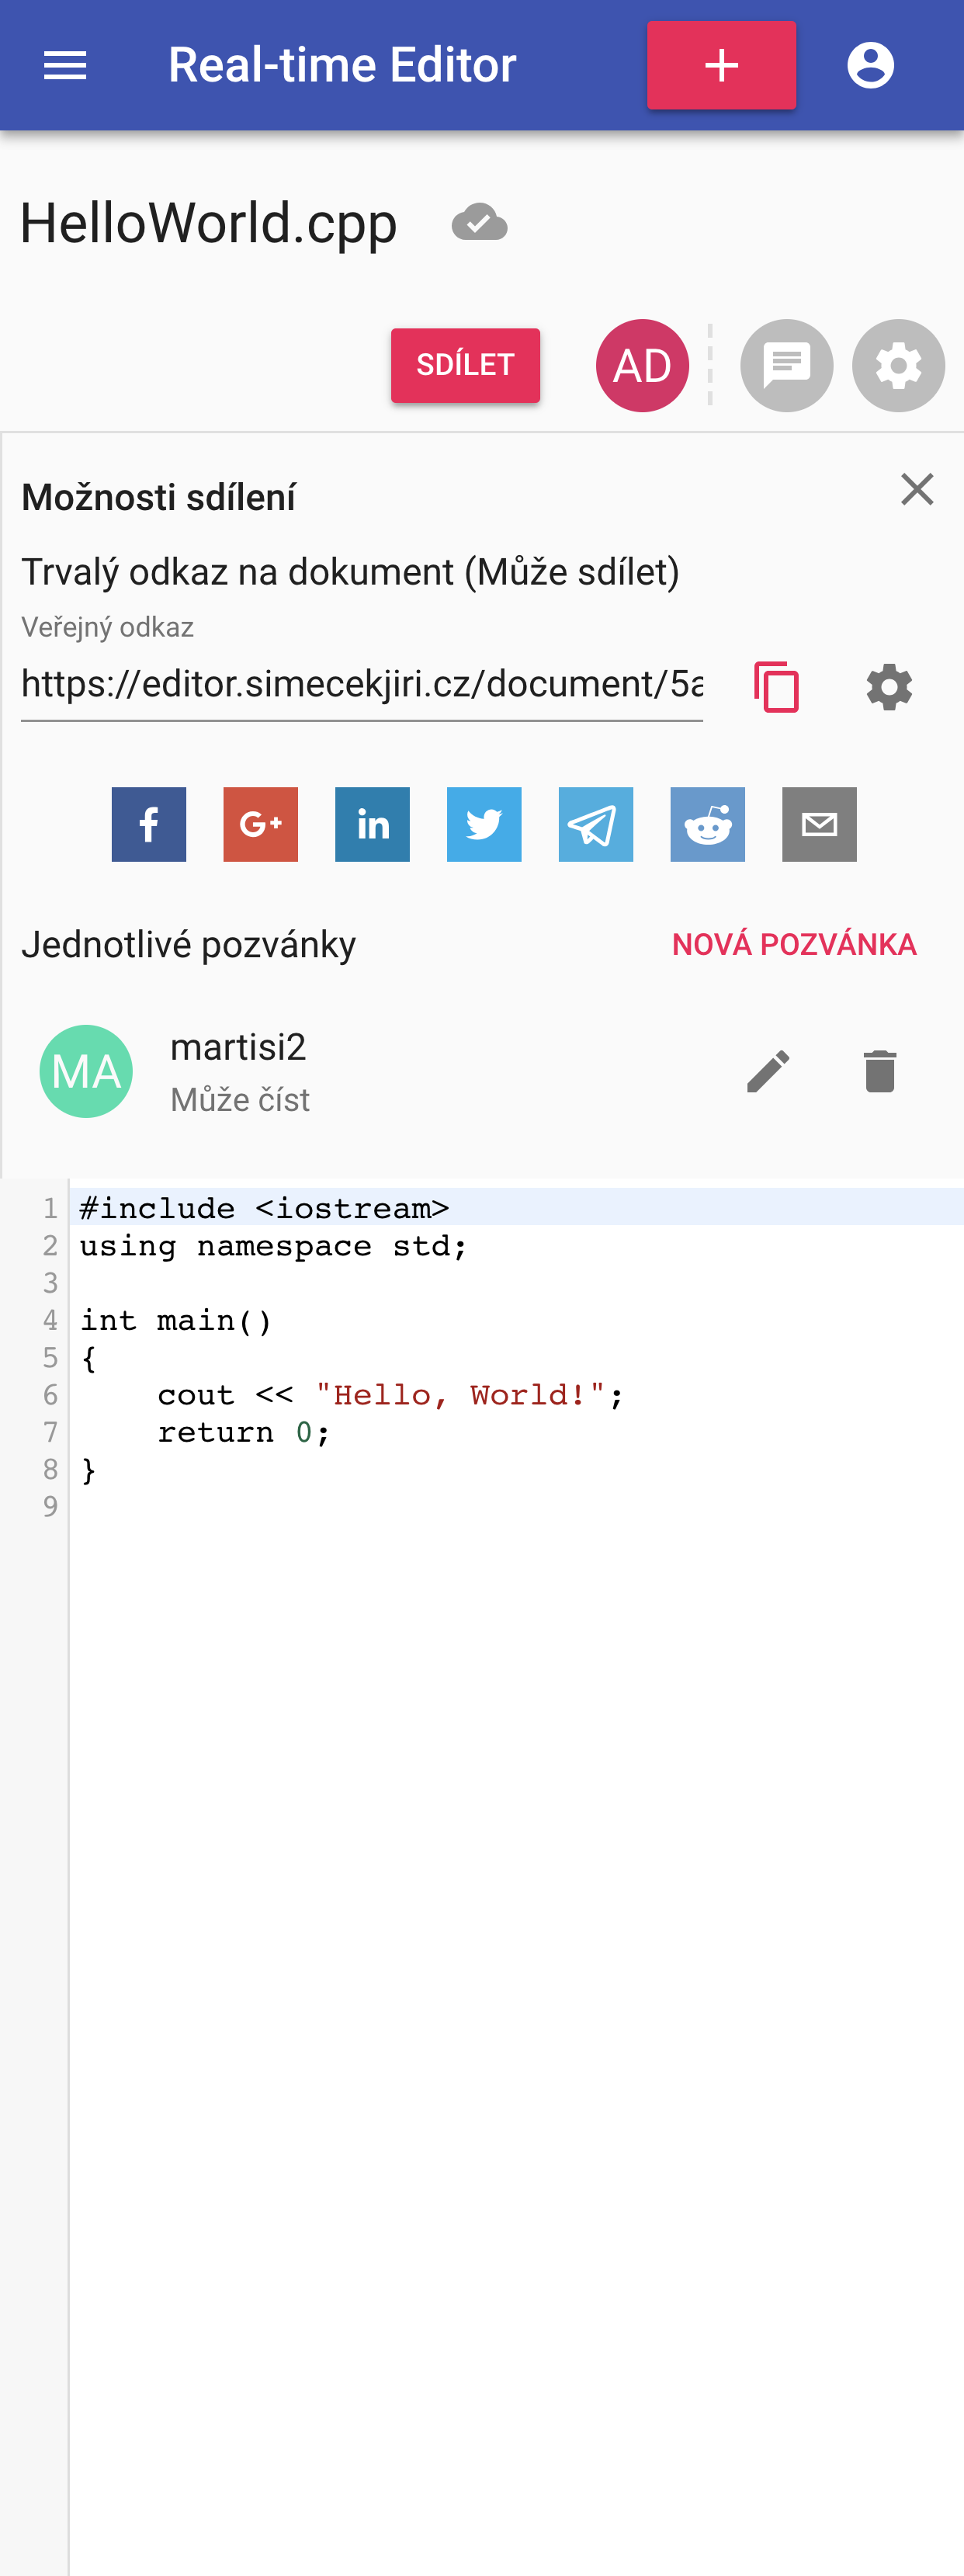 Real-time Editor
HelloWorld.cpp
SDÍLET
AD
Možnosti sdílení
Trvalý odkaz na dokument (Může sdílet)
Veřejný odkaz
https://editor.simecekjiri.cz/document/5a
Jednotlivé pozvánky
NOVÁ POZVÁNKA
MA
martisi2
Může číst
1 #include <iostream>
2 using namespace std;
3
4 int main()
5 {
6     cout << "Hello, World!";
7     return 0;
8 }
9